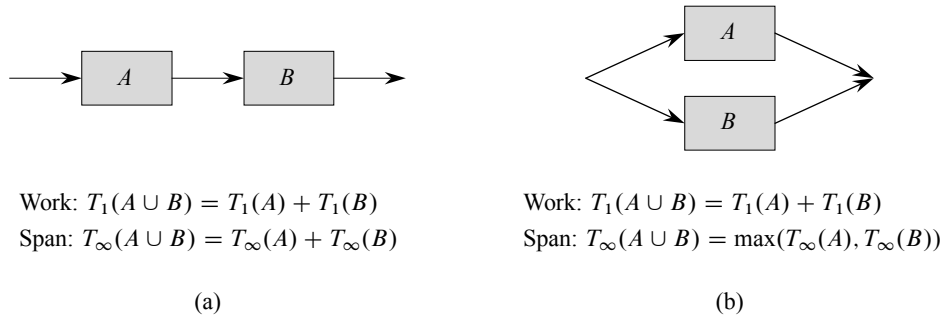 A
B
Work: T₁(A ∪ B) = T₁(A) + T₁(B)
Span: T∞(A ∪ B) = T∞(A) + T∞(B)
(a)
A
B
Work: T₁(A ∪ B) = T₁(A) + T₁(B)
Span: T∞(A ∪ B) = max(T∞(A), T∞(B))
(b)